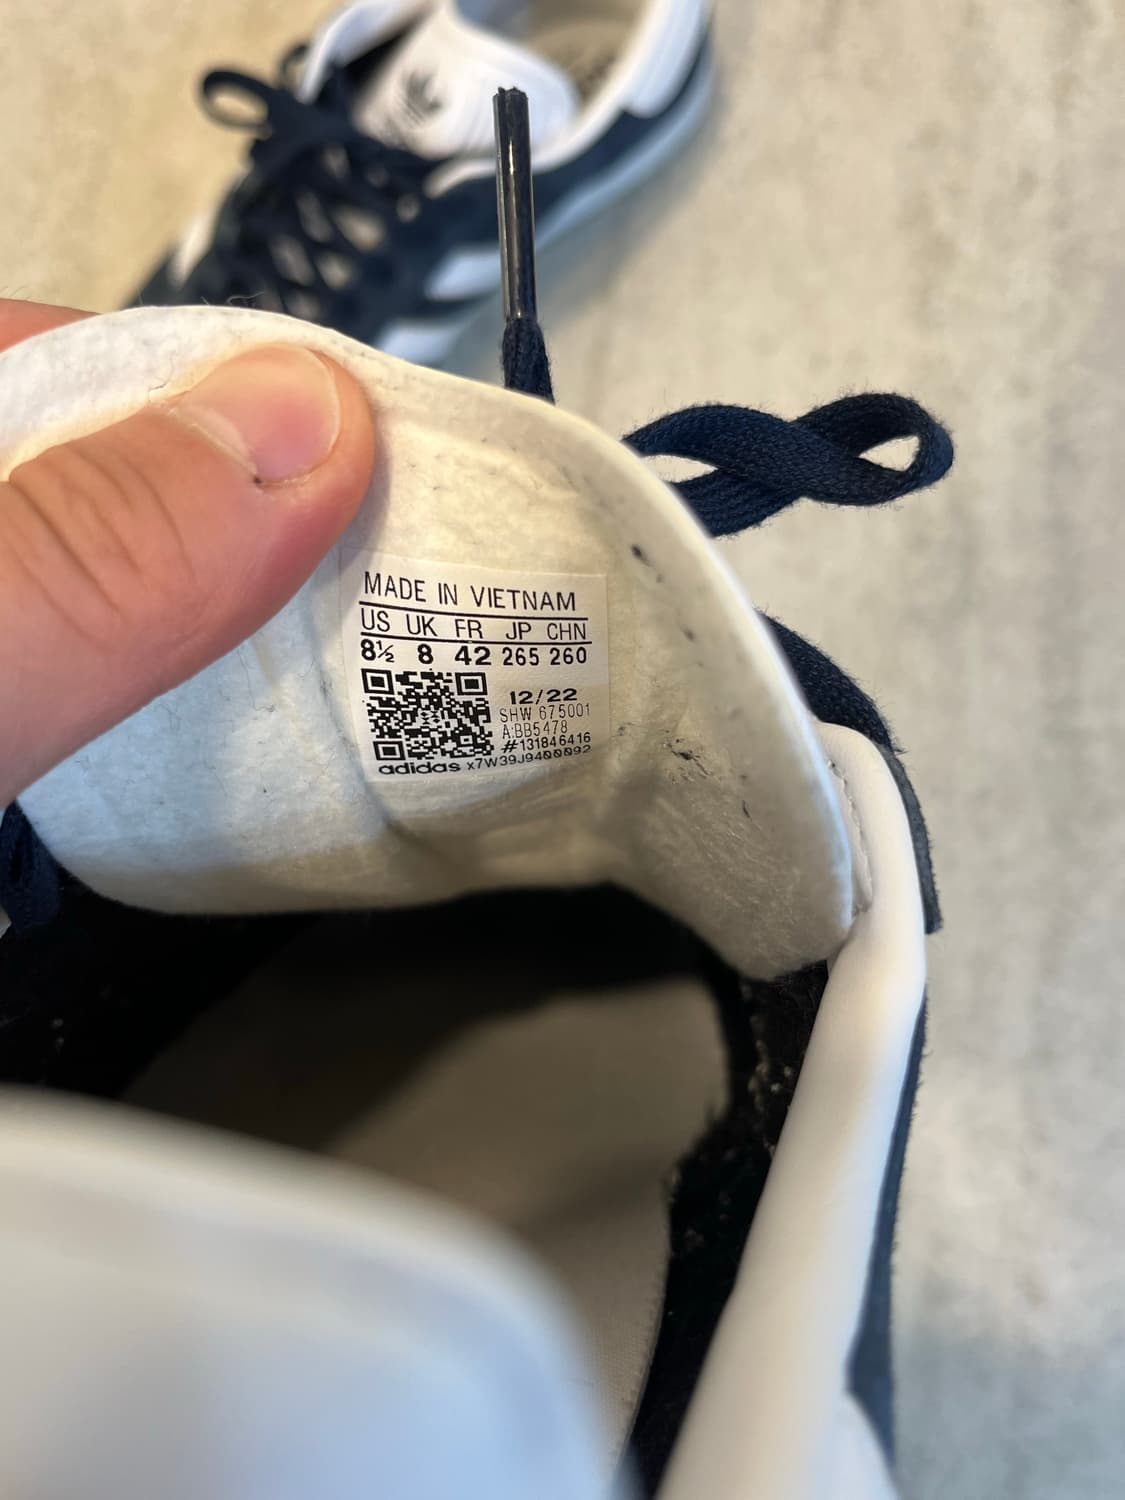 MADE IN VIETNAM
US UK FR JP CHN
8½ 8 42 265 260
12/22
SHW 675001
A:BB5478
#131846416
adidas x7W39J9400092